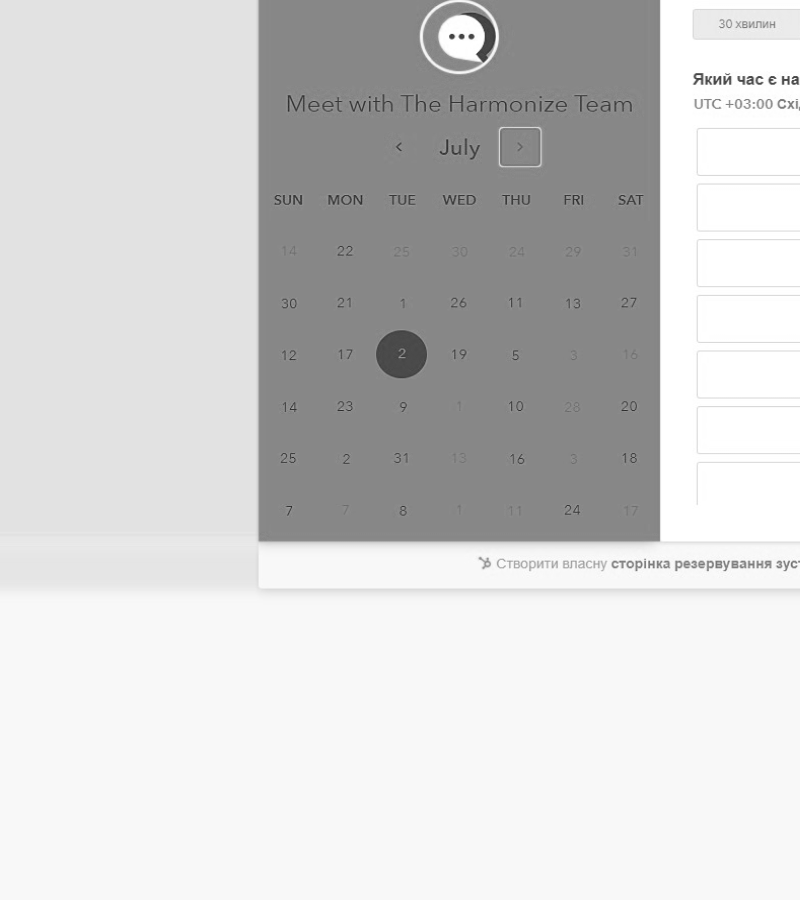 Meet with The Harmonize Team
July
SUN MON TUE WED THU FRI SAT
14 22 25 30 24 29 31
30 21 1 26 11 13 27
12 17 2 19 5 3 16
14 23 9 1 10 28 20
25 2 31 13 16 3 18
7 7 8 1 11 24 17
30 хвилин
Який час є
UTC +03:00
Створити власну сторінка резервування